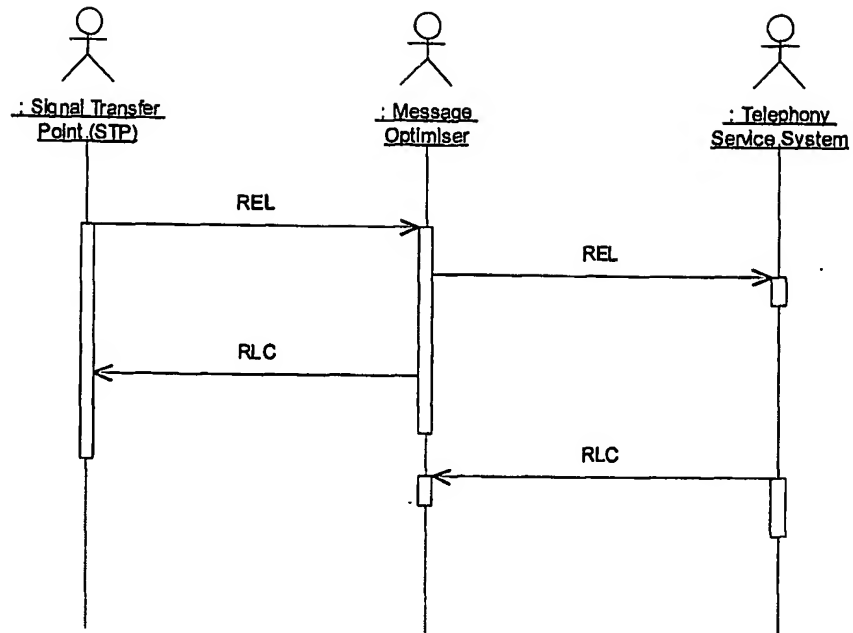 : Signal Transfer
Point (STP)
: Message
Optimiser
: Telephony
Service System
REL
REL
RLC
RLC